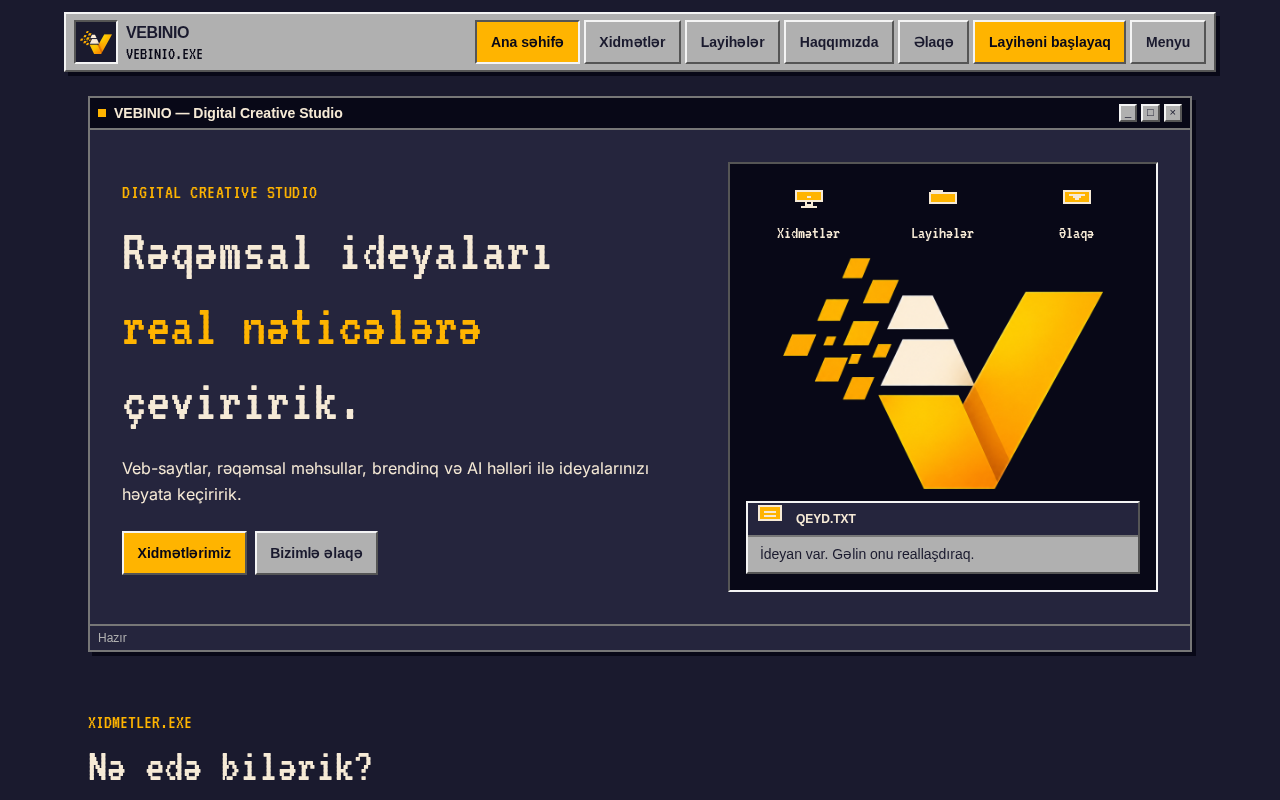 VEBINIO
VEBINIO.EXE
Ana səhifə
Xidmətlər
Layihələr
Haqqımızda
Əlaqə
Layihəni başlayaq
Menyu
VEBINIO — Digital Creative Studio
DIGITAL CREATIVE STUDIO
Rəqəmsal ideyaları
real nəticələrə
çeviririk.
Veb-saytlar, rəqəmsal məhsullar, brendinq və AI həlləri ilə ideyalarınızı
həyata keçiririk.
Xidmətlərimiz
Bizimlə əlaqə
Xidmətlər
Layihələr
Əlaqə
QEYD.TXT
İdeyan var. Gəlin onu reallaşdıraq.
Hazır
XIDMETLER.EXE
Nə edə bilərik?